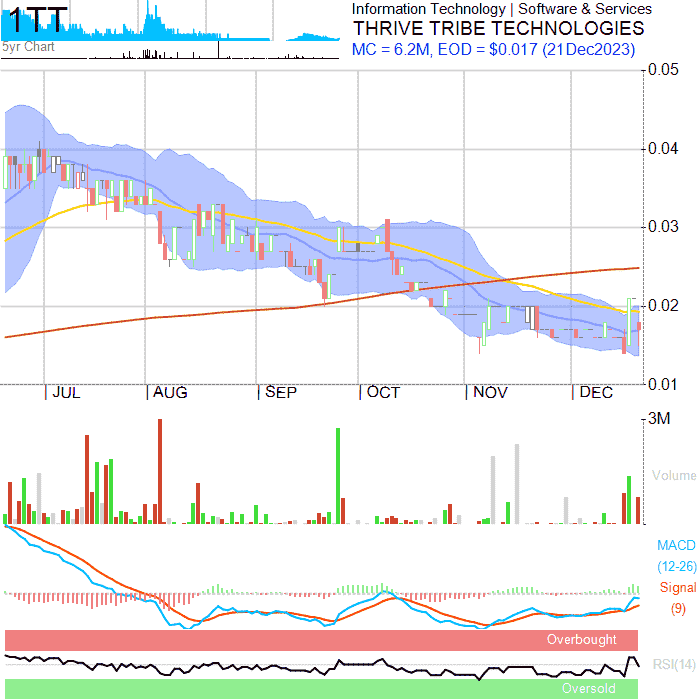 1TT
5yr Chart
Information Technology | Software & Services
THRIVE TRIBE TECHNOLOGIES
MC = 6.2M, EOD = $0.017 (21Dec2023)
0.05
0.04
0.03
0.02
0.01
JUL AUG SEP OCT NOV DEC
3M
Volume
MACD
(12-26)
Signal
(9)
Overbought
RSI(14)
Oversold